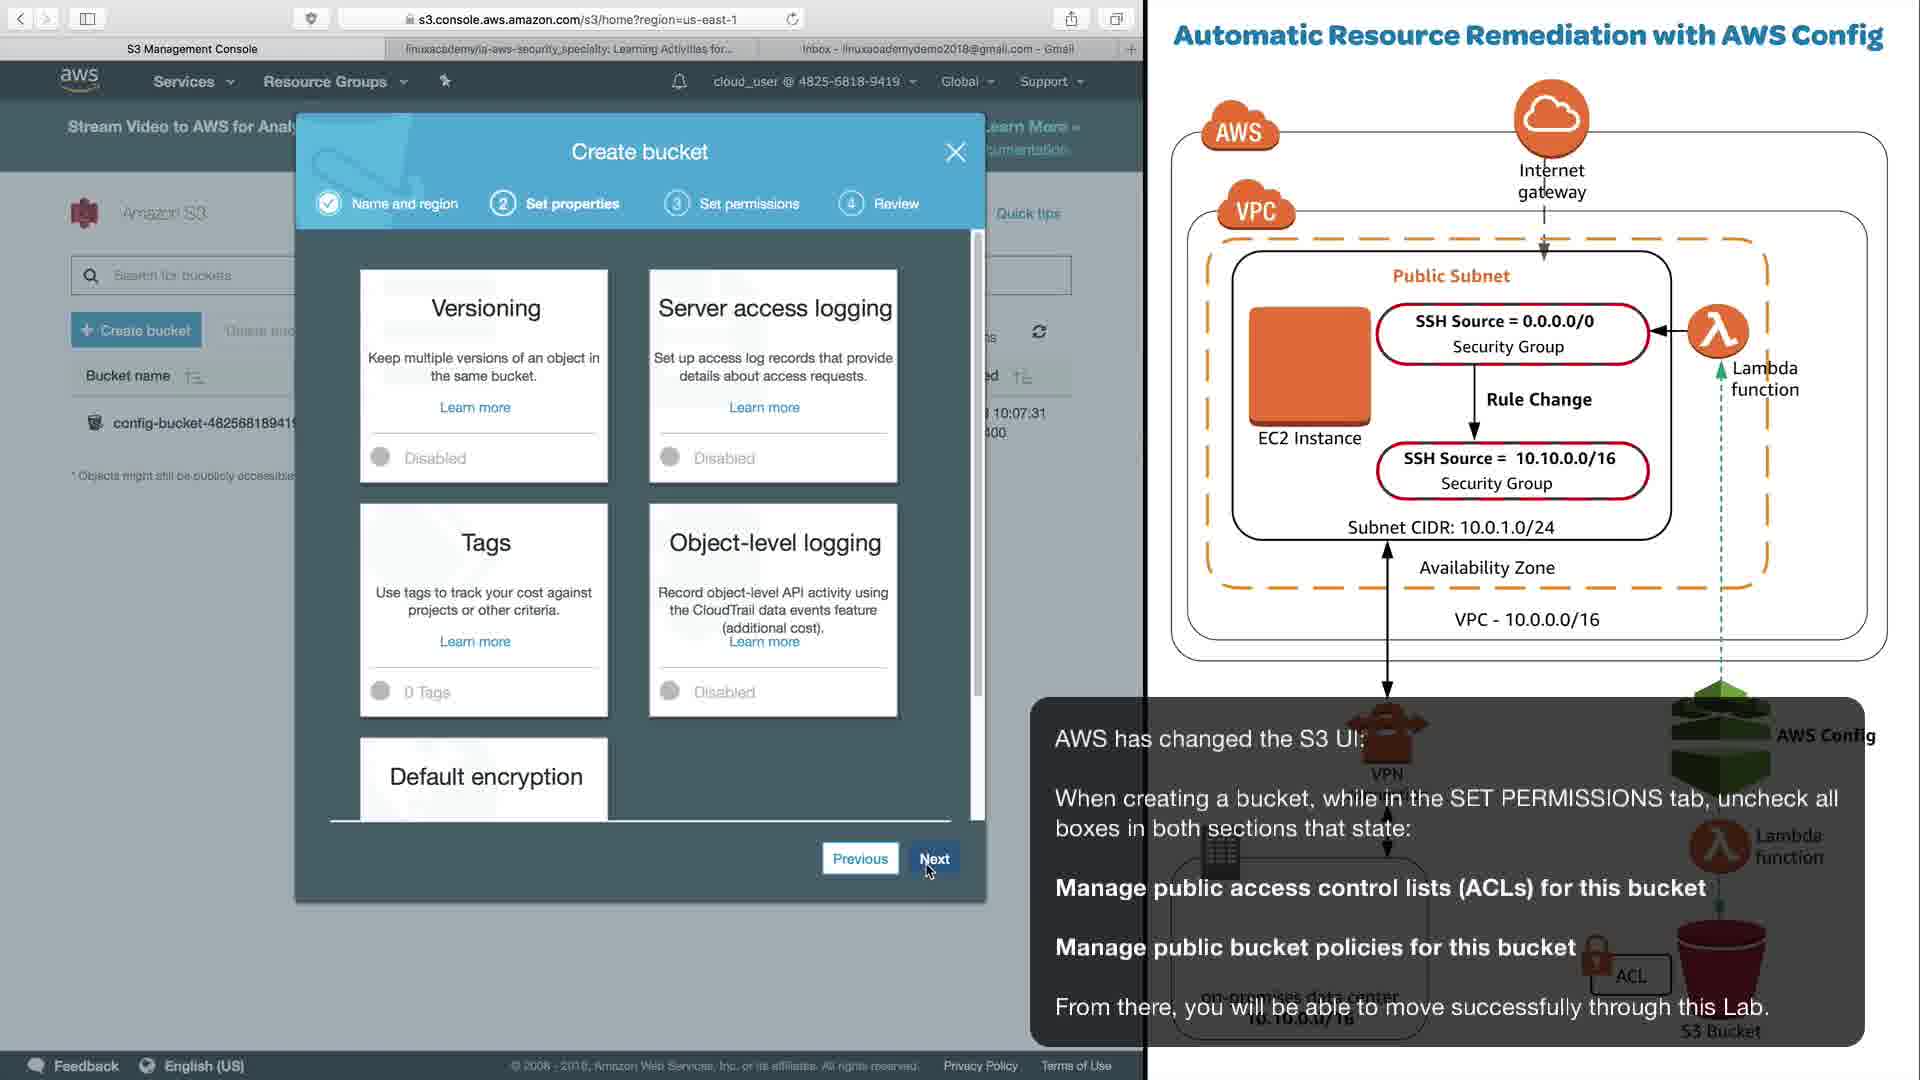 s3.console.aws.amazon.com/s3/home?region=us-east-1
S3 Management Console
linuxacademy/la-aws-security_specialty: Learning Activities for...
Inbox - linuxacademydemo2018@gmail.com - Gmail
aws
Services
Resource Groups
cloud_user @ 4825-6818-9419
Global
Support
Stream Video to AWS for Analy
Learn More »
cumentation
Create bucket
Name and region
2
Set properties
3
Set permissions
4
Review
Amazon S3
Quick tips
Search for buckets
+ Create bucket
Bucket name
config-bucket-482568189419
10:07:31
400
* Objects might still be publicly accessible
Versioning
Keep multiple versions of an object in
the same bucket.
Learn more
Disabled
Server access logging
Set up access log records that provide
details about access requests.
Learn more
Disabled
Tags
Use tags to track your cost against
projects or other criteria.
Learn more
0 Tags
Object-level logging
Record object-level API activity using
the CloudTrail data events feature
(additional cost).
Learn more
Disabled
Default encryption
Previous
Next
Feedback
English (US)
© 2008 - 2018, Amazon Web Services, Inc. or its affiliates. All rights reserved.
Privacy Policy
Terms of Use
Automatic Resource Remediation with AWS Config
AWS
Internet
gateway
VPC
Public Subnet
SSH Source = 0.0.0.0/0
Security Group
Lambda
function
Rule Change
EC2 Instance
SSH Source = 10.10.0.0/16
Security Group
Subnet CIDR: 10.0.1.0/24
Availability Zone
VPC - 10.0.0.0/16
AWS Config
VPN
Lambda
function
on-premises data center
10.10.0.0/16
ACL
S3 Bucket
AWS has changed the S3 UI:
When creating a bucket, while in the SET PERMISSIONS tab, uncheck all
boxes in both sections that state:
Manage public access control lists (ACLs) for this bucket
Manage public bucket policies for this bucket
From there, you will be able to move successfully through this Lab.